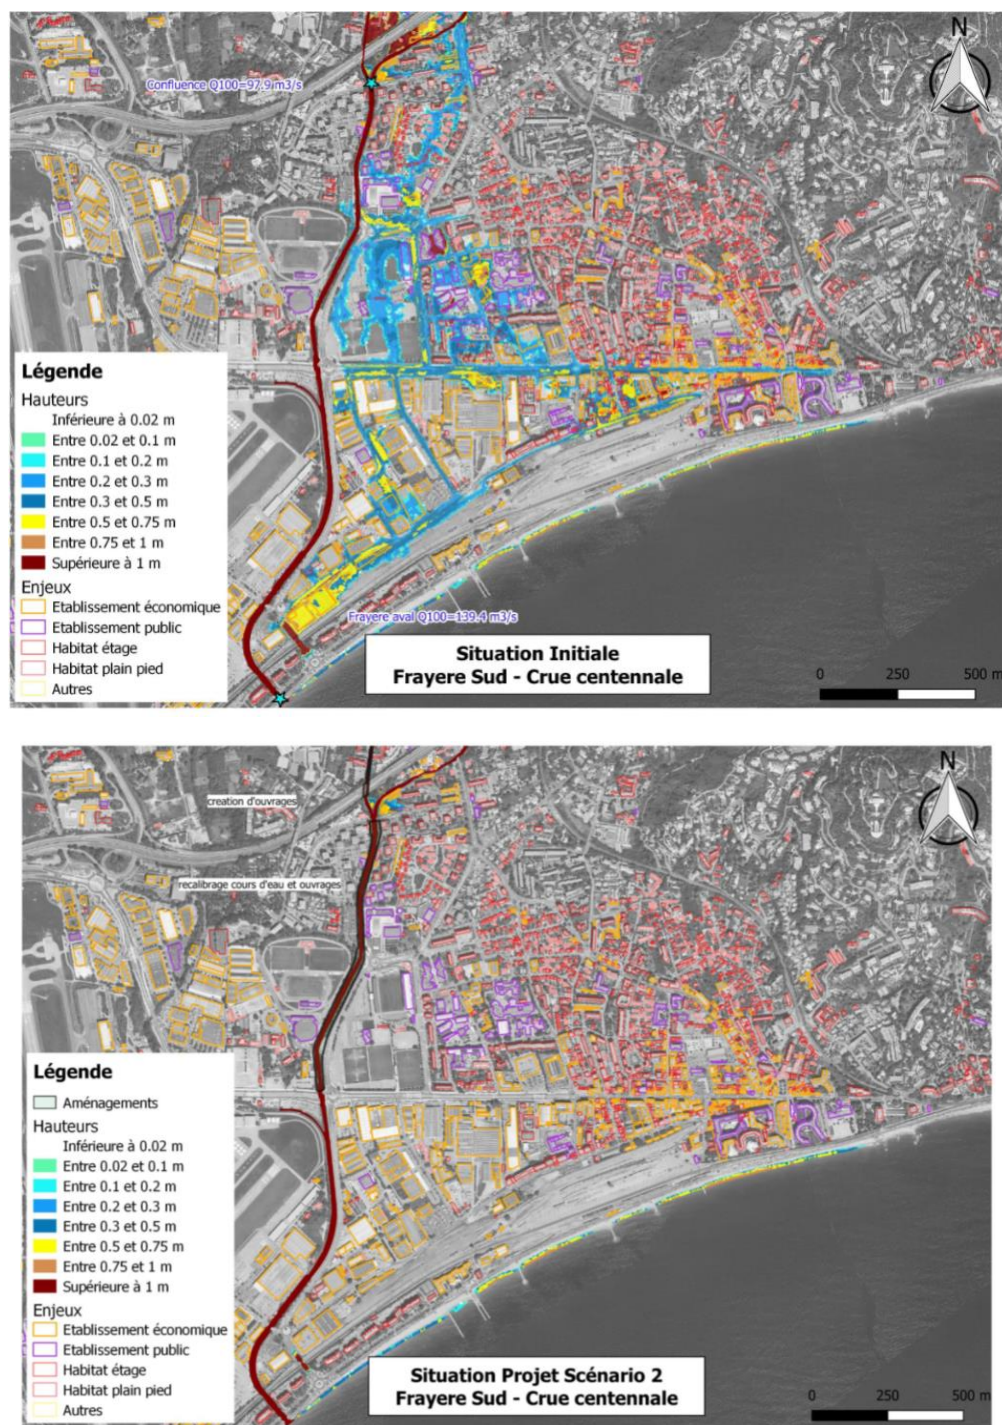 N
Confluence Q100=97.9 m3/s
Légende
Hauteurs
Inférieure à 0.02 m
Entre 0.02 et 0.1 m
Entre 0.1 et 0.2 m
Entre 0.2 et 0.3 m
Entre 0.3 et 0.5 m
Entre 0.5 et 0.75 m
Entre 0.75 et 1 m
Supérieure à 1 m
Enjeux
Etablissement économique
Etablissement public
Habitat étage
Habitat plain pied
Autres
Frayere aval Q100=139.4 m3/s
Situation Initiale
Frayere Sud - Crue centennale
0 250 500 m
N
creation d'ouvrages
recalibrage cours d'eau et ouvrages
Légende
Aménagements
Hauteurs
Inférieure à 0.02 m
Entre 0.02 et 0.1 m
Entre 0.1 et 0.2 m
Entre 0.2 et 0.3 m
Entre 0.3 et 0.5 m
Entre 0.5 et 0.75 m
Entre 0.75 et 1 m
Supérieure à 1 m
Enjeux
Etablissement économique
Etablissement public
Habitat étage
Habitat plain pied
Autres
Situation Projet Scénario 2
Frayere Sud - Crue centennale
0 250 500 m